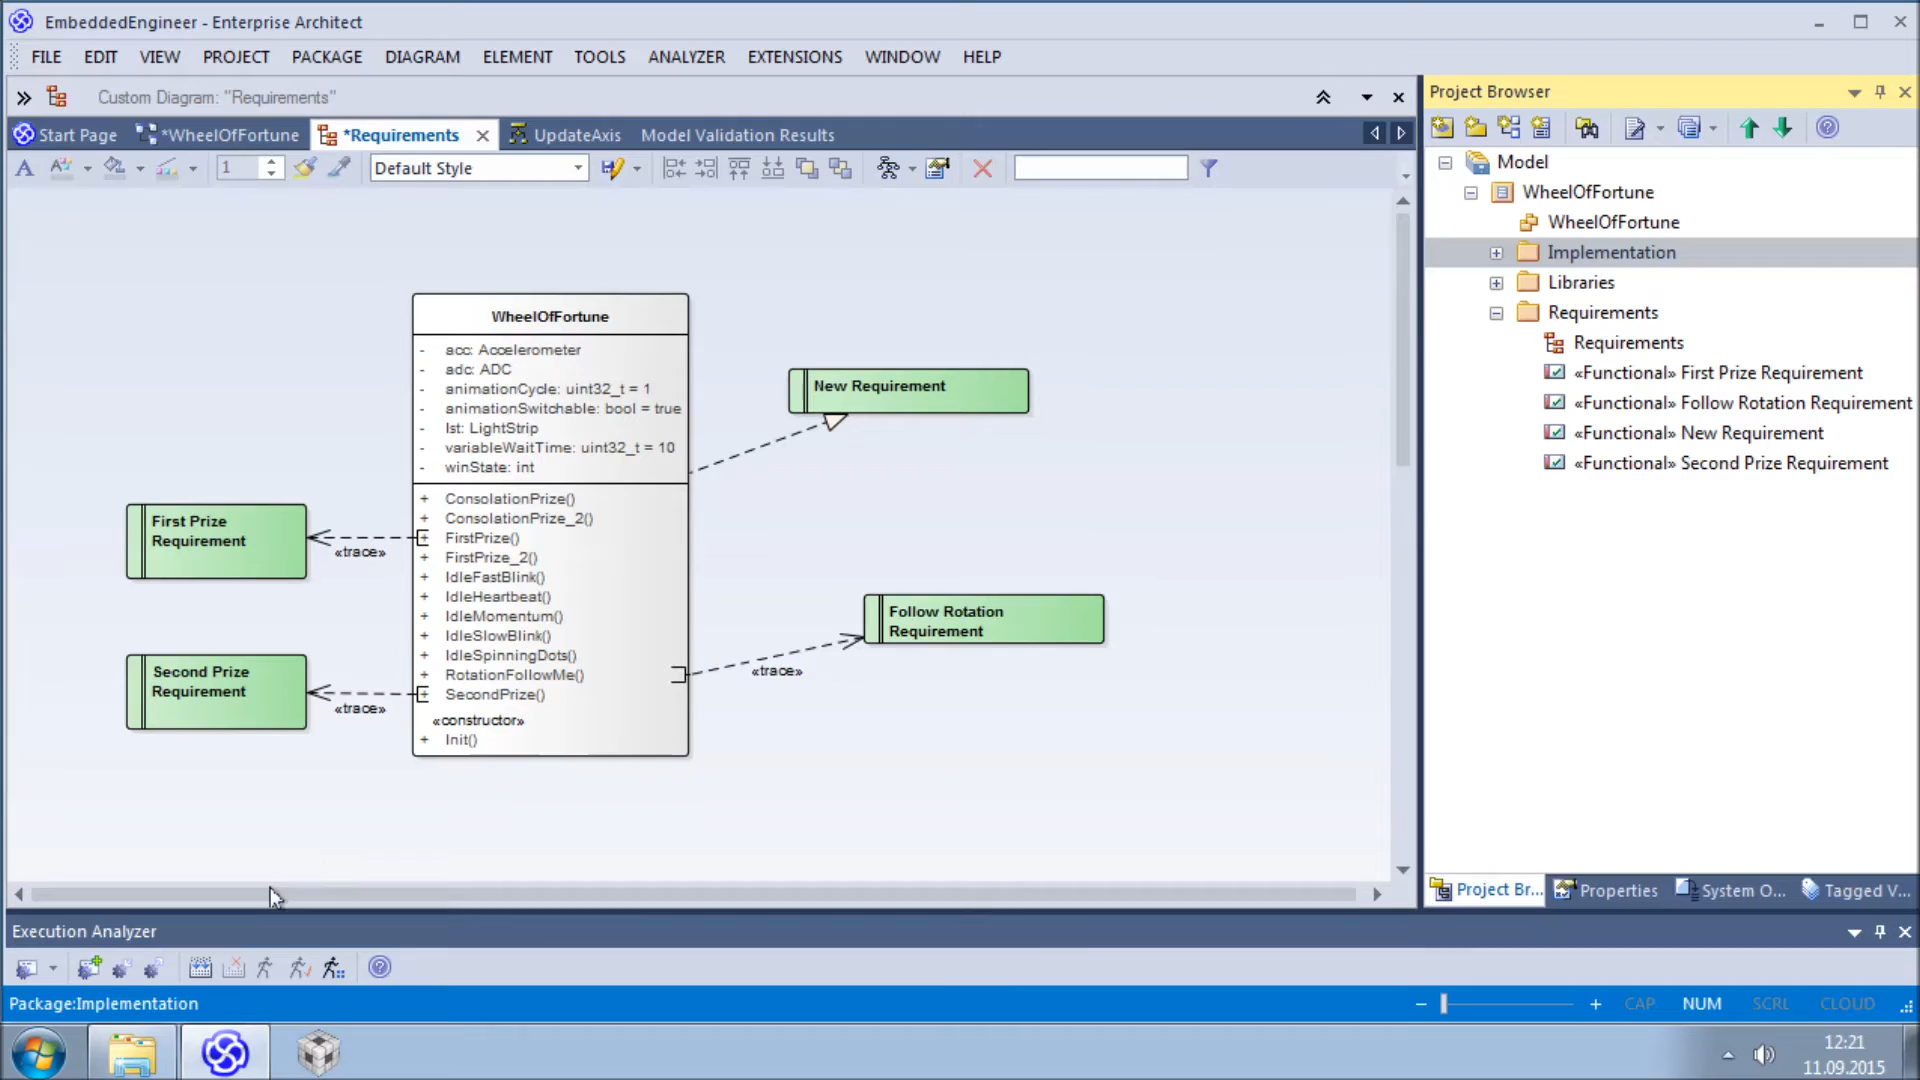 EmbeddedEngineer - Enterprise Architect
FILE EDIT VIEW PROJECT PACKAGE DIAGRAM ELEMENT TOOLS ANALYZER EXTENSIONS WINDOW HELP
Custom Diagram: "Requirements"
Start Page *WheelOfFortune *Requirements UpdateAxis Model Validation Results
1 Default Style
WheelOfFortune
- acc: Accelerometer
- adc: ADC
- animationCycle: uint32_t = 1
- animationSwitchable: bool = true
- lst: LightStrip
- variableWaitTime: uint32_t = 10
- winState: int
+ ConsolationPrize()
+ ConsolationPrize_2()
+ FirstPrize()
+ FirstPrize_2()
+ IdleFastBlink()
+ IdleHeartbeat()
+ IdleMomentum()
+ IdleSlowBlink()
+ IdleSpinningDots()
+ RotationFollowMe()
+ SecondPrize()
«constructor»
+ Init()
New Requirement
First Prize
Requirement
«trace»
Second Prize
Requirement
«trace»
Follow Rotation
Requirement
«trace»
Project Browser
Model
WheelOfFortune
WheelOfFortune
Implementation
Libraries
Requirements
Requirements
«Functional» First Prize Requirement
«Functional» Follow Rotation Requirement
«Functional» New Requirement
«Functional» Second Prize Requirement
Project Br... Properties System O... Tagged V...
Execution Analyzer
Package:Implementation
CAP NUM SCRL CLOUD
12:21
11.09.2015